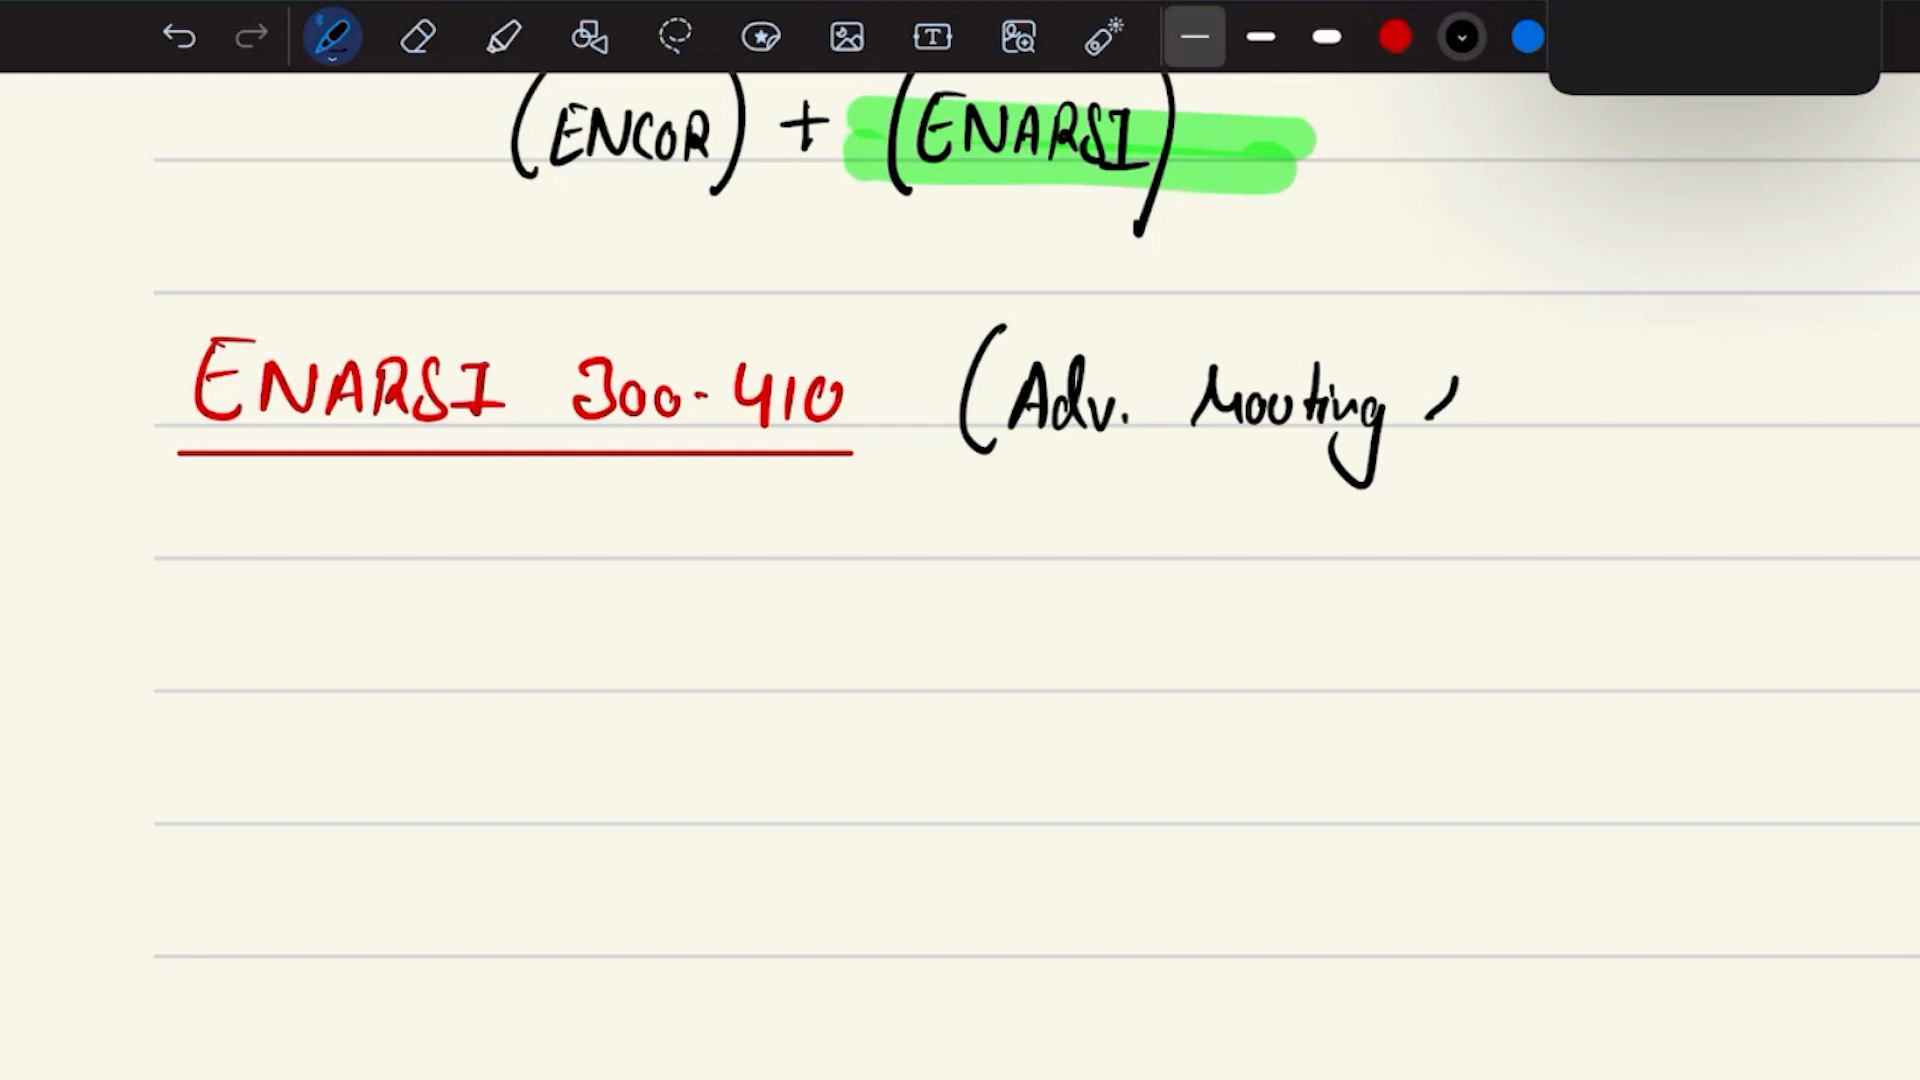 (ENCOR) + (ENARSI)
ENARSI 300-410 (Adv. Routing ,